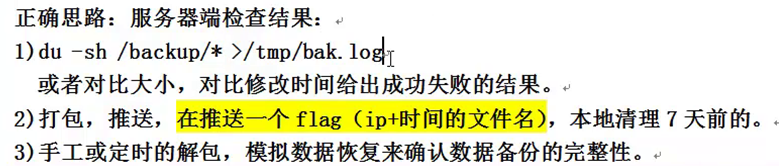 正确思路：服务器端检查结果：
1)du -sh /backup/* >/tmp/bak.log
或者对比大小，对比修改时间给出成功失败的结果。
2)打包，推送，在推送一个 flag（ip+时间的文件名），本地清理 7 天前的。
3)手工或定时的解包，模拟数据恢复来确认数据备份的完整性。